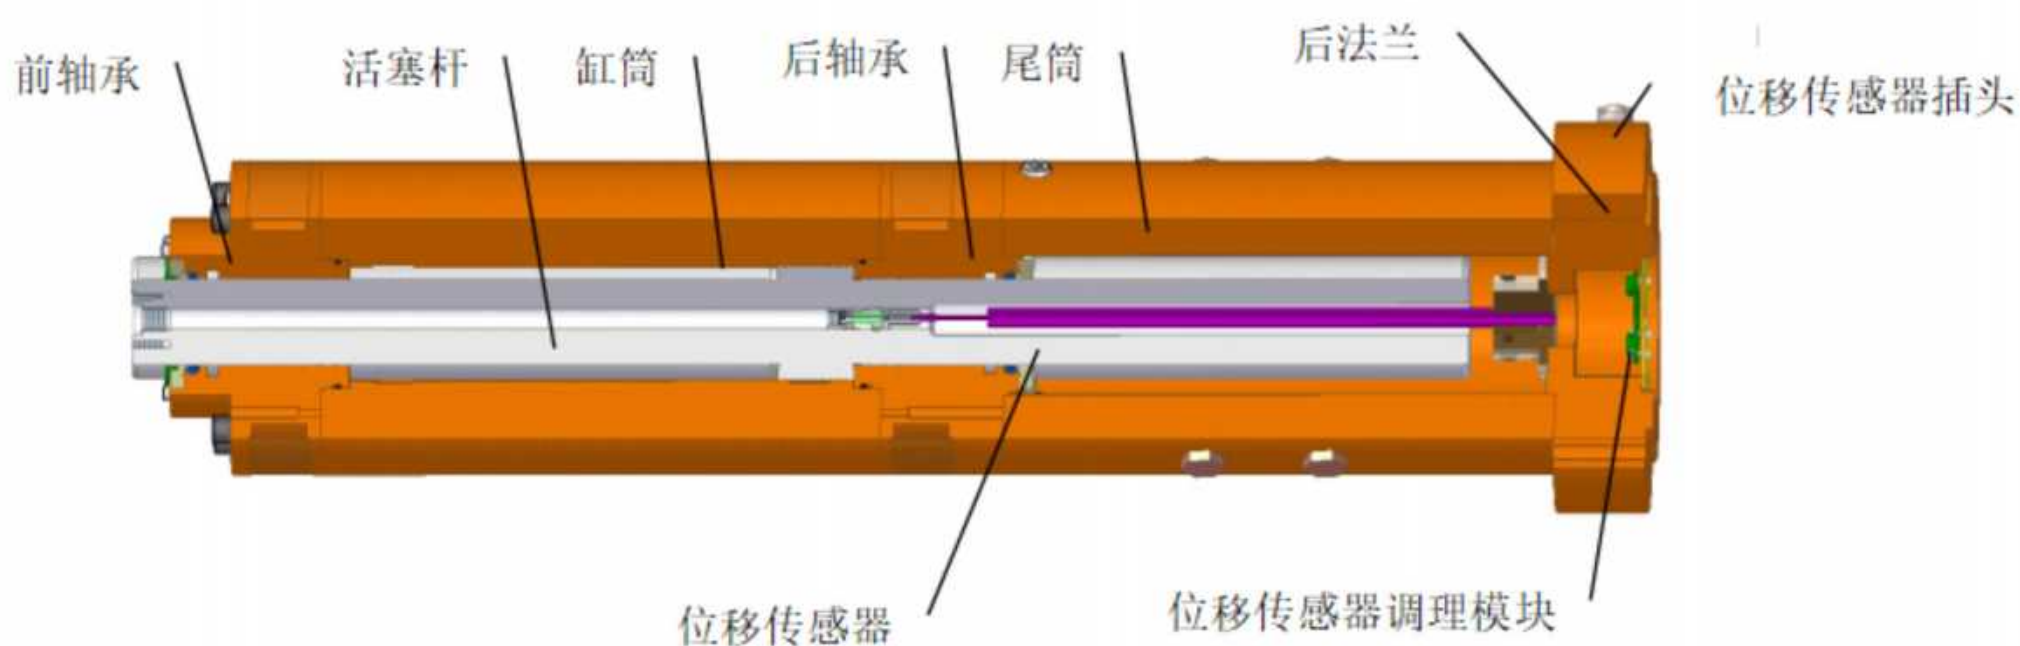 前轴承
活塞杆
缸筒
后轴承
尾筒
后法兰
位移传感器插头
位移传感器
位移传感器调理模块